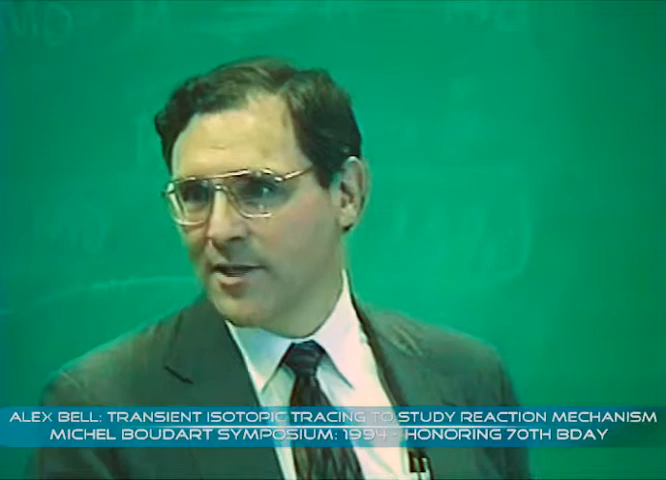 ALEX BELL: TRANSIENT ISOTOPIC TRACING TO STUDY REACTION MECHANISM
MICHEL BOUDART SYMPOSIUM: 1994 - HONORING 70TH BDAY